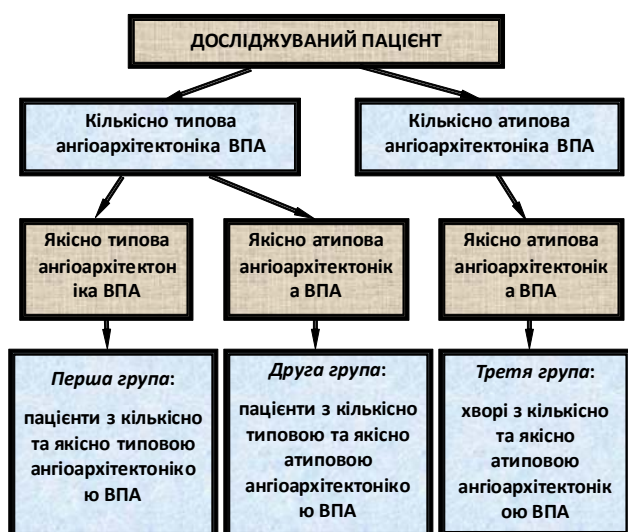 ДОСЛІДЖУВАНИЙ ПАЦІЄНТ
Кількісно типова
ангіоархітектоніка ВПА
Кількісно атипова
ангіоархітектоніка ВПА
Якісно типова
ангіоархітектон
іка ВПА
Якісно атипова
ангіоархітектонік
а ВПА
Якісно атипова
ангіоархітектонік
а ВПА
Перша група:
пацієнти з кількісно
та якісно типовою
ангіоархітектоніко
ю ВПА
Друга група:
пацієнти з кількісно
типовою та якісно
атиповою
ангіоархітектоніко
ю ВПА
Третя група:
хворі з кількісно
та якісно
атиповою
ангіоархітектонік
ою ВПА